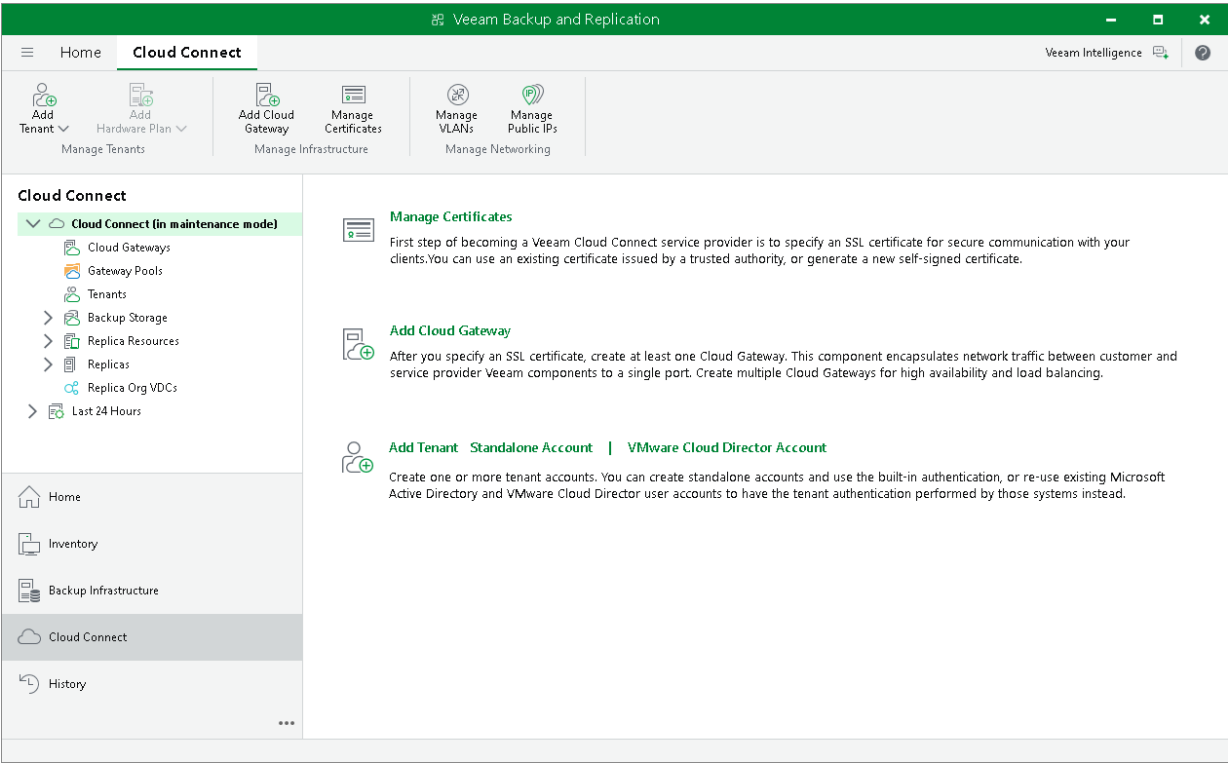 Veeam Backup and Replication
Home
Cloud Connect
Veeam Intelligence
Add
Tenant
Add
Hardware Plan
Add Cloud
Gateway
Manage
Certificates
Manage
VLANs
Manage
Public IPs
Manage Tenants
Manage Infrastructure
Manage Networking
Cloud Connect
Cloud Connect (in maintenance mode)
Cloud Gateways
Gateway Pools
Tenants
Backup Storage
Replica Resources
Replicas
Replica Org VDCs
Last 24 Hours
Home
Inventory
Backup Infrastructure
Cloud Connect
History
Manage Certificates
First step of becoming a Veeam Cloud Connect service provider is to specify an SSL certificate for secure communication with your
clients.You can use an existing certificate issued by a trusted authority, or generate a new self-signed certificate.
Add Cloud Gateway
After you specify an SSL certificate, create at least one Cloud Gateway. This component encapsulates network traffic between customer and
service provider Veeam components to a single port. Create multiple Cloud Gateways for high availability and load balancing.
Add Tenant Standalone Account | VMware Cloud Director Account
Create one or more tenant accounts. You can create standalone accounts and use the built-in authentication, or re-use existing Microsoft
Active Directory and VMware Cloud Director user accounts to have the tenant authentication performed by those systems instead.